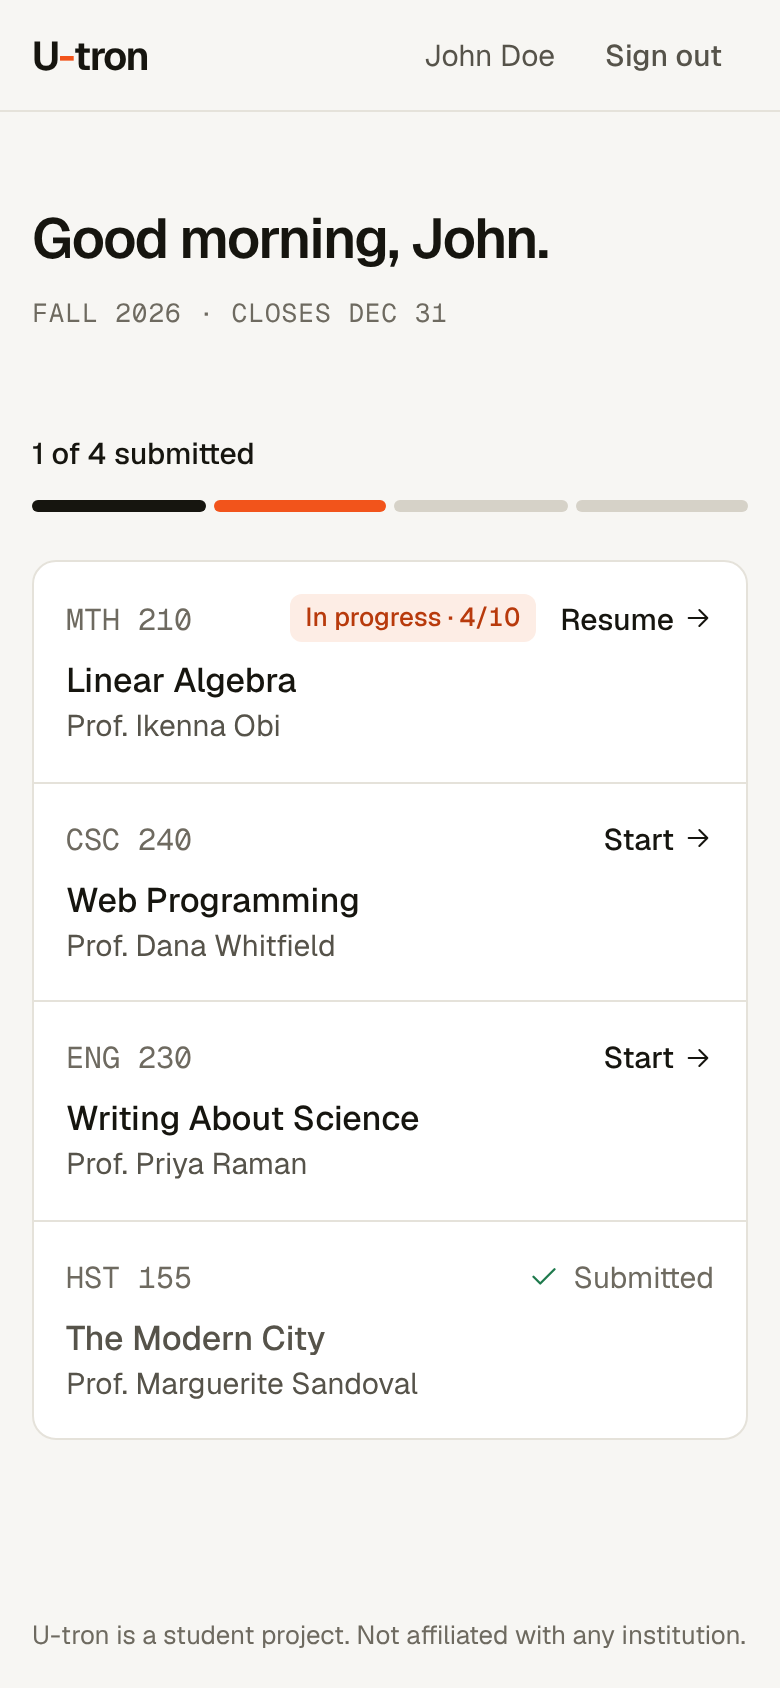 U-tron
John Doe
Sign out
Good morning, John.
FALL 2026 · CLOSES DEC 31
1 of 4 submitted
MTH 210
In progress · 4/10
Resume →
Linear Algebra
Prof. Ikenna Obi
CSC 240
Start →
Web Programming
Prof. Dana Whitfield
ENG 230
Start →
Writing About Science
Prof. Priya Raman
HST 155
✓ Submitted
The Modern City
Prof. Marguerite Sandoval
U-tron is a student project. Not affiliated with any institution.